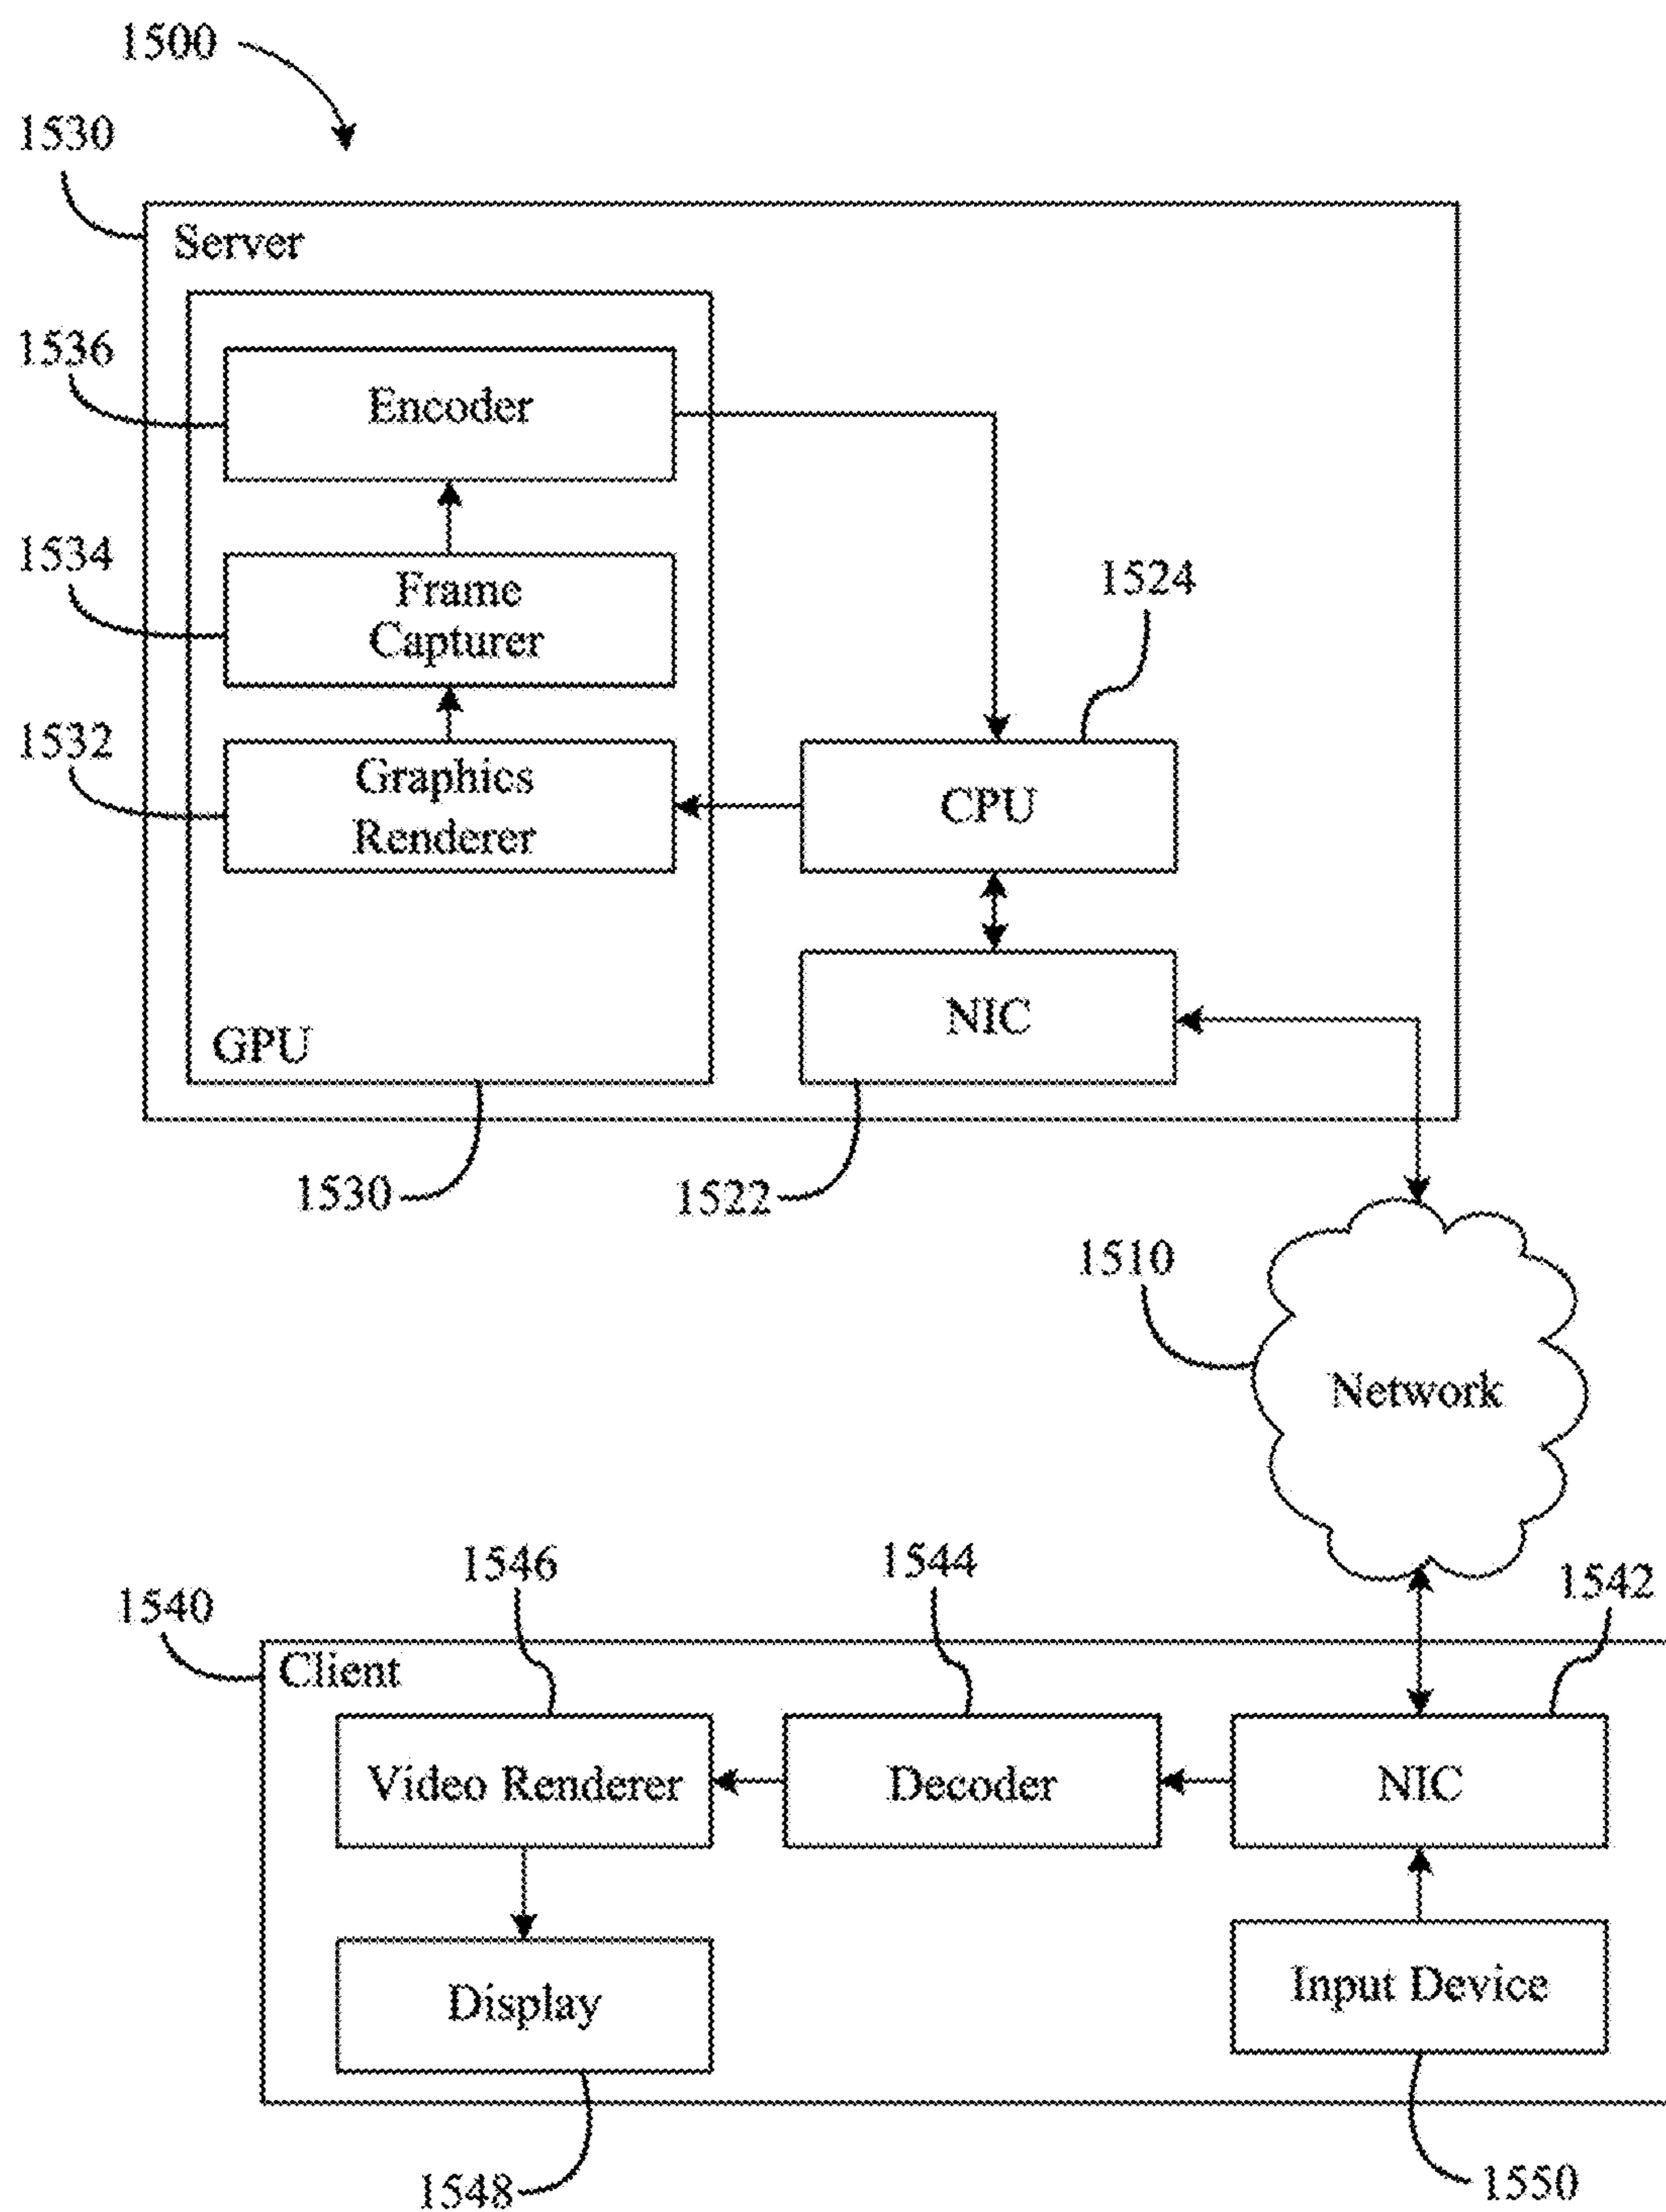 1500
1530
Server
1536
Encoder
1534
Frame
Capturer
1524
1532
Graphics
Renderer
CPU
NIC
GPU
1530
1522
1510
Network
1546
1544
1542
1540
Client
Video Renderer
Decoder
NIC
Display
Input Device
1548
1550